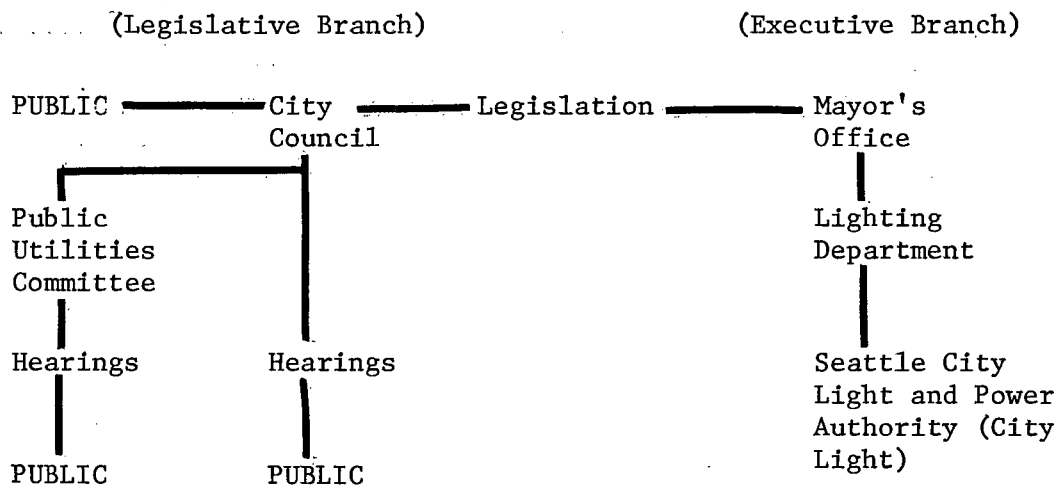 (Legislative Branch) (Executive Branch)
PUBLIC City Legislation Mayor's
Council Office
Public Lighting
Utilities Department
Committee
Hearings Hearings Seattle City
Light and Power
Authority (City
PUBLIC PUBLIC Light)